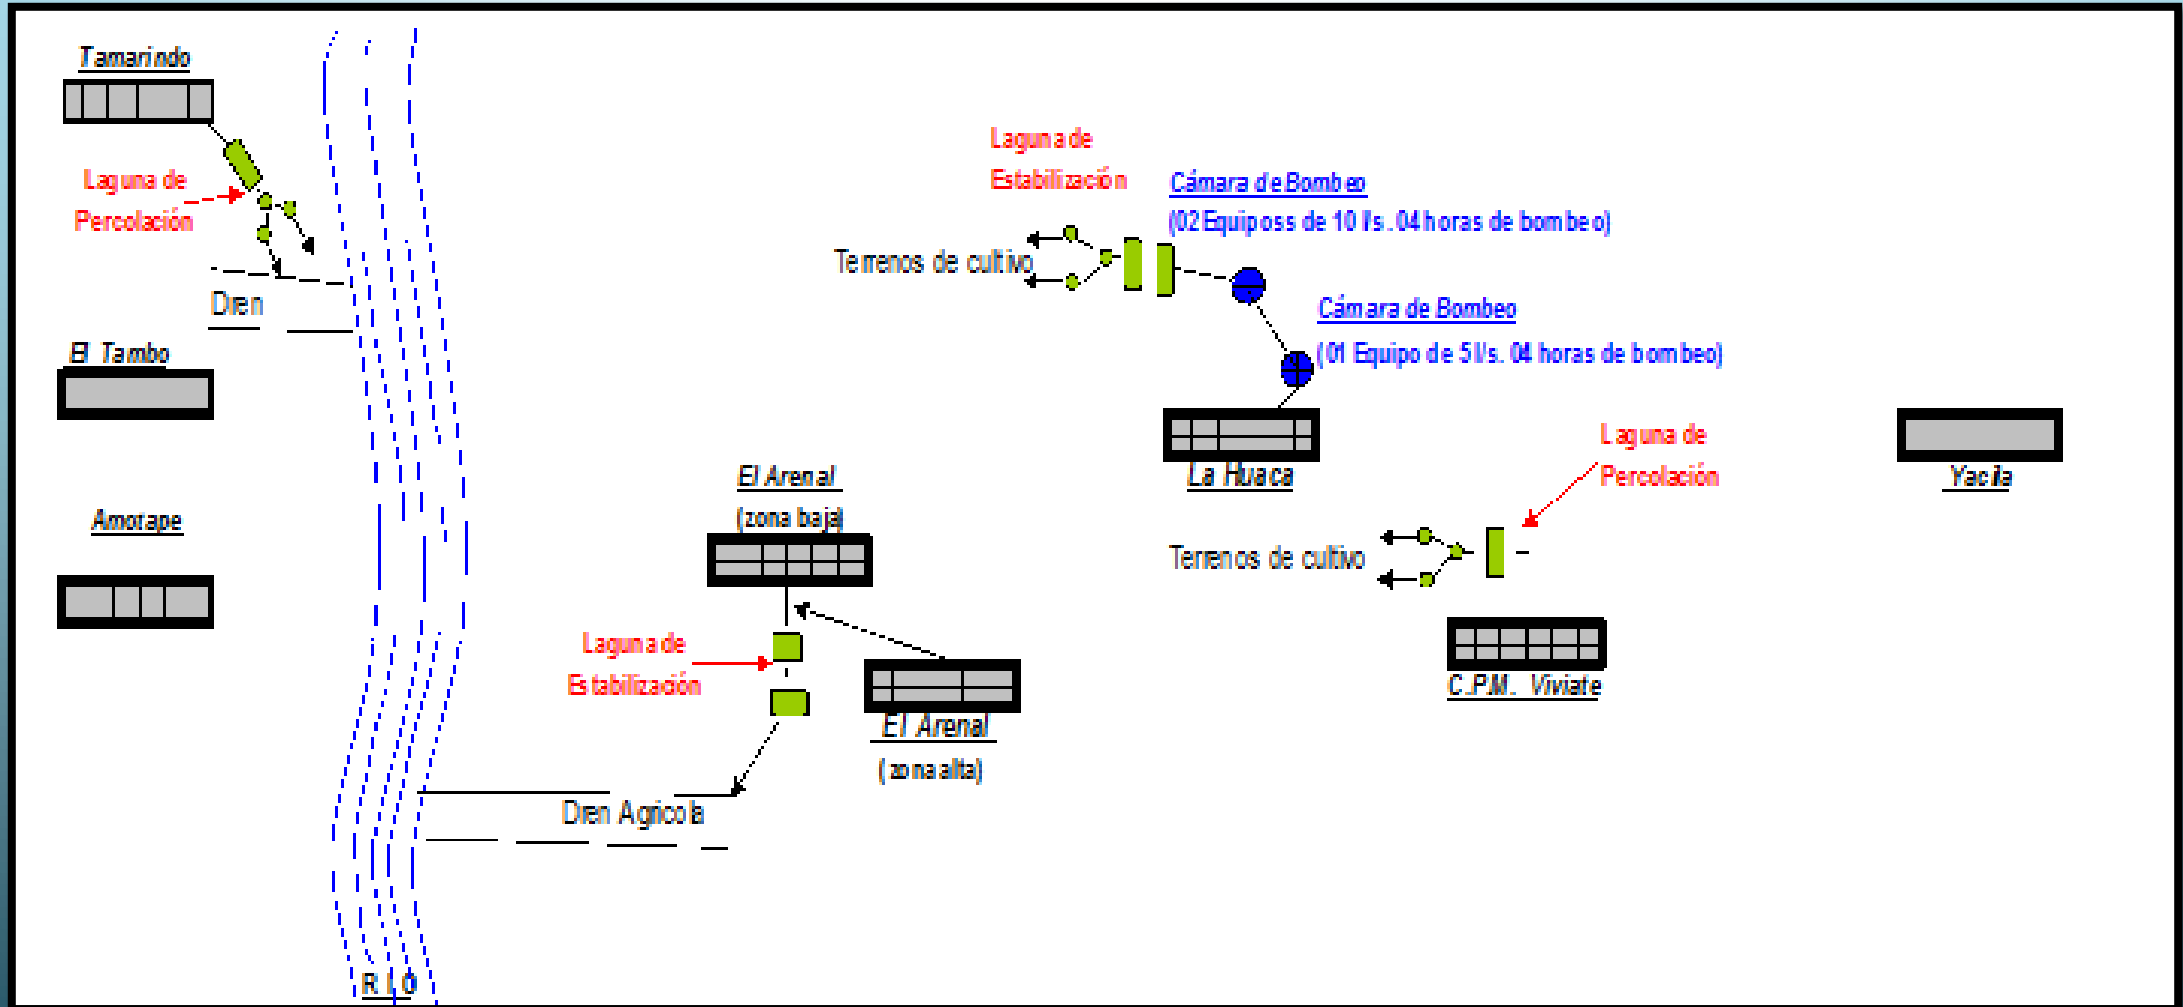 Tamarindo
Laguna de
Percolación
Dren
El Tambo
Amotape
Laguna de
Estabilización
Cámara de Bombeo
(02 Equiposs de 10 l/s. 04 horas de bombeo)
Terrenos de cultivo
Cámara de Bombeo
(01 Equipo de 5 l/s. 04 horas de bombeo)
La Huaca
Laguna de
Percolación
Yacila
El Arenal
(zona baja)
Terrenos de cultivo
Laguna de
Estabilización
C.P.M. Viviate
El Arenal
(zona alta)
Dren Agricola
R I O